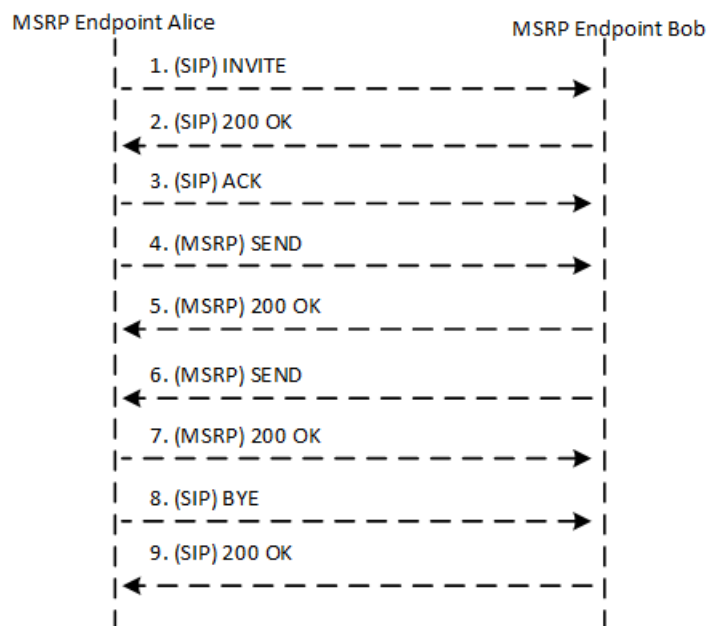 MSRP Endpoint Alice
MSRP Endpoint Bob
1. (SIP) INVITE
2. (SIP) 200 OK
3. (SIP) ACK
4. (MSRP) SEND
5. (MSRP) 200 OK
6. (MSRP) SEND
7. (MSRP) 200 OK
8. (SIP) BYE
9. (SIP) 200 OK